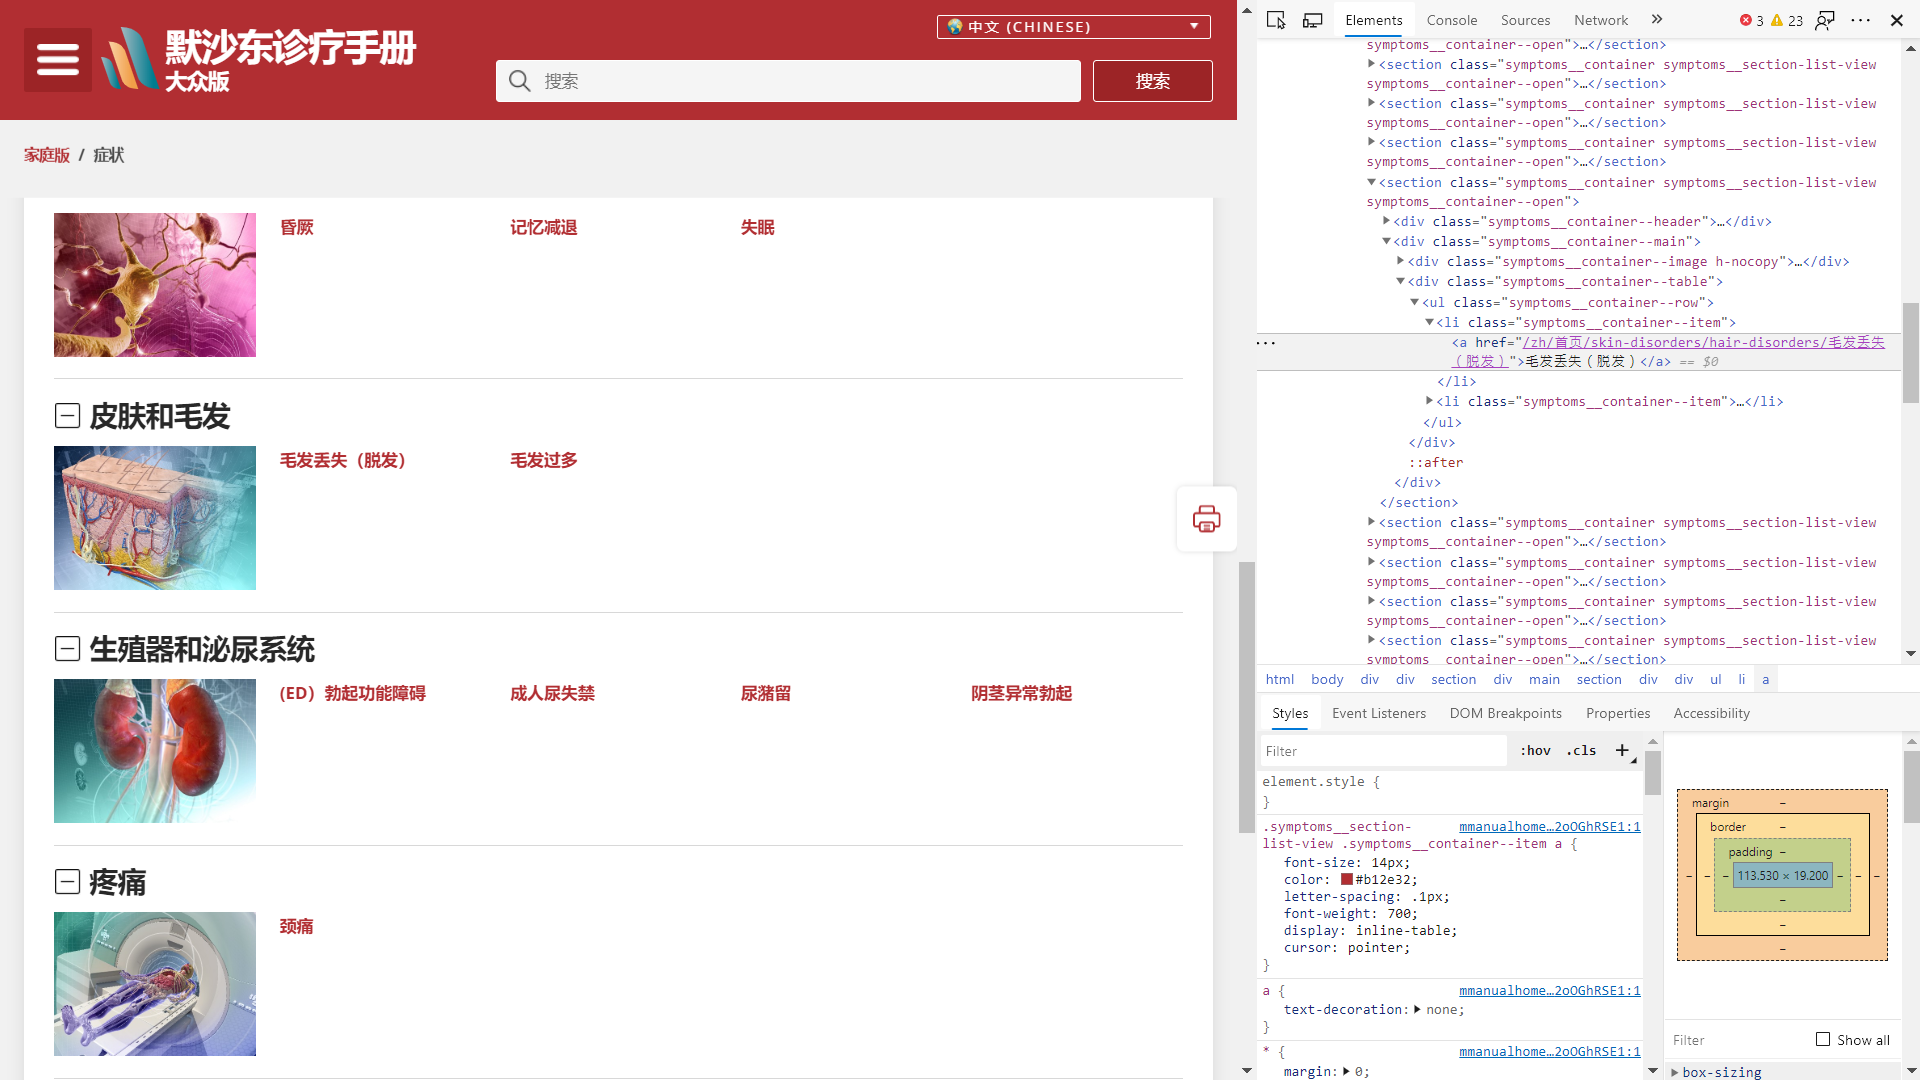 默沙东诊疗手册
大众版
中文 (CHINESE)
搜索
搜索
家庭版 / 症状
昏厥
记忆减退
失眠
皮肤和毛发
毛发丢失（脱发）
毛发过多
生殖器和泌尿系统
(ED）勃起功能障碍
成人尿失禁
尿潴留
阴茎异常勃起
疼痛
颈痛
Elements
Console
Sources
Network
3
23
symptoms__container--open">…</section>
<section class="symptoms__container symptoms__section-list-view
symptoms__container--open">…</section>
<section class="symptoms__container symptoms__section-list-view
symptoms__container--open">…</section>
<section class="symptoms__container symptoms__section-list-view
symptoms__container--open">…</section>
<section class="symptoms__container symptoms__section-list-view
symptoms__container--open">
<div class="symptoms__container--header">…</div>
<div class="symptoms__container--main">
<div class="symptoms__container--image h-nocopy">…</div>
<div class="symptoms__container--table">
<ul class="symptoms__container--row">
<li class="symptoms__container--item">
<a href="/zh/首页/skin-disorders/hair-disorders/毛发丢失
（脱发）">毛发丢失（脱发）</a> == $0
</li>
<li class="symptoms__container--item">…</li>
</ul>
</div>
::after
</div>
</section>
<section class="symptoms__container symptoms__section-list-view
symptoms__container--open">…</section>
<section class="symptoms__container symptoms__section-list-view
symptoms__container--open">…</section>
<section class="symptoms__container symptoms__section-list-view
symptoms__container--open">…</section>
<section class="symptoms__container symptoms__section-list-view
symptoms__container--open">…</section>
html body div div section div main section div div ul li a
Styles
Event Listeners
DOM Breakpoints
Properties
Accessibility
Filter
:hov
.cls
element.style {
}
.symptoms__section- mmanualhome…2oOGhRSE1:1
list-view .symptoms__container--item a {
font-size: 14px;
color: #b12e32;
letter-spacing: .1px;
font-weight: 700;
display: inline-table;
cursor: pointer;
}
a { mmanualhome…2oOGhRSE1:1
text-decoration: none;
}
* { mmanualhome…2oOGhRSE1:1
margin: 0;
margin
border
padding
113.530 × 19.200
Filter
Show all
box-sizing